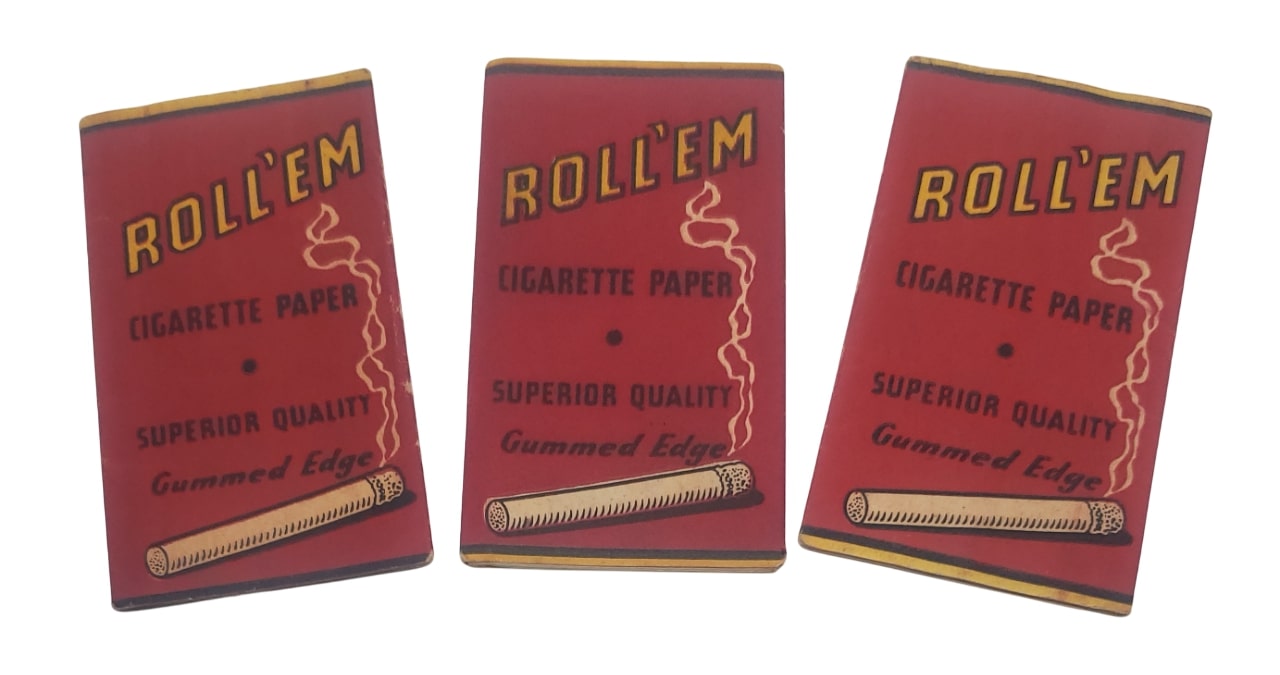 ROLL'EM
CIGARETTE PAPER
•
SUPERIOR QUALITY
Gummed Edge
ROLL'EM
CIGARETTE PAPER
•
SUPERIOR QUALITY
Gummed Edge
ROLL'EM
CIGARETTE PAPER
•
SUPERIOR QUALITY
Gummed Edge